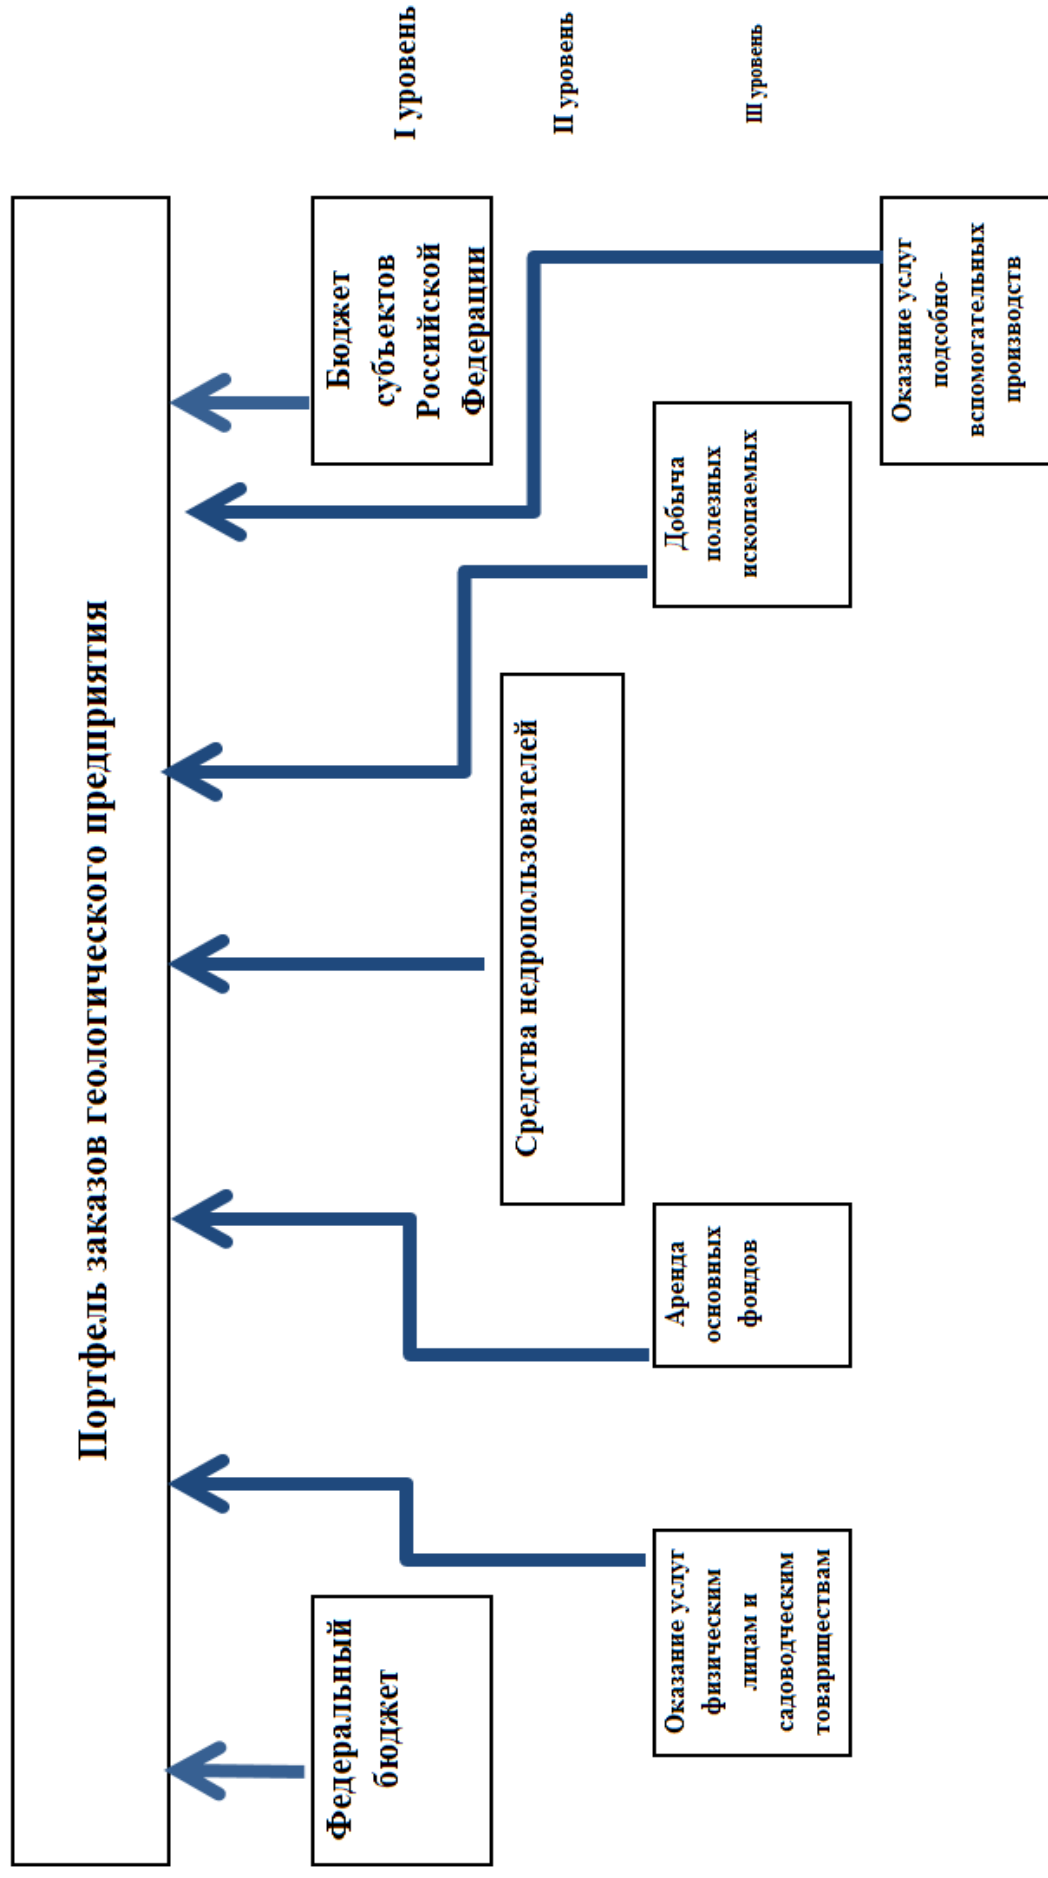 Портфель заказов геологического предприятия
Федеральный
бюджет
Бюджет
субъектов
Российской
Федерации
I уровень
Средства недропользователей
II уровень
Оказание услуг
физическим
лицам и
садоводческим
товариществам
Аренда
основных
фондов
Добыча
полезных
ископаемых
III уровень
Оказание услуг
подсобно-
вспомогательных
производств